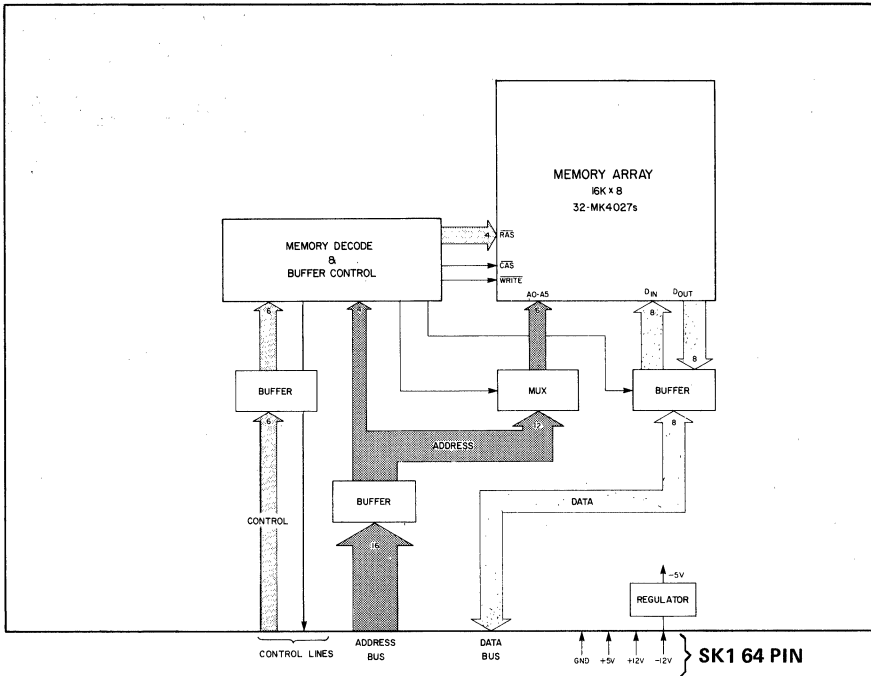 MEMORY ARRAY
16K x 8
32-MK4027s
MEMORY DECODE
&
BUFFER CONTROL
4
RAS
CAS
WRITE
A0-A5
DIN
DOUT
6
4
6
8
8
BUFFER
MUX
BUFFER
6
12
8
ADDRESS
BUFFER
DATA
CONTROL
16
-5V
REGULATOR
CONTROL LINES
ADDRESS
BUS
DATA
BUS
GND
+5V
+12V
-12V
SK1 64 PIN